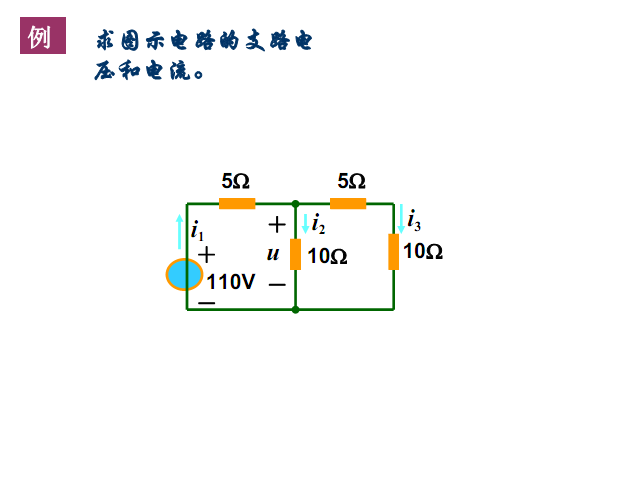 例
求图示电路的支路电
压和电流。
5Ω 5Ω
i₁ + i₂ i₃
+ u 10Ω 10Ω
110V −
−